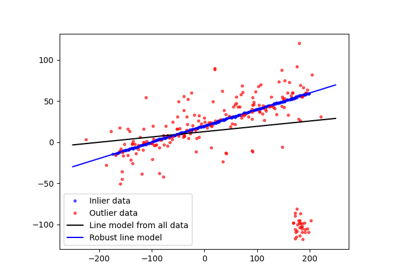 100
50
0
−50
−100
−200
−100
0
100
200
Inlier data
Outlier data
Line model from all data
Robust line model